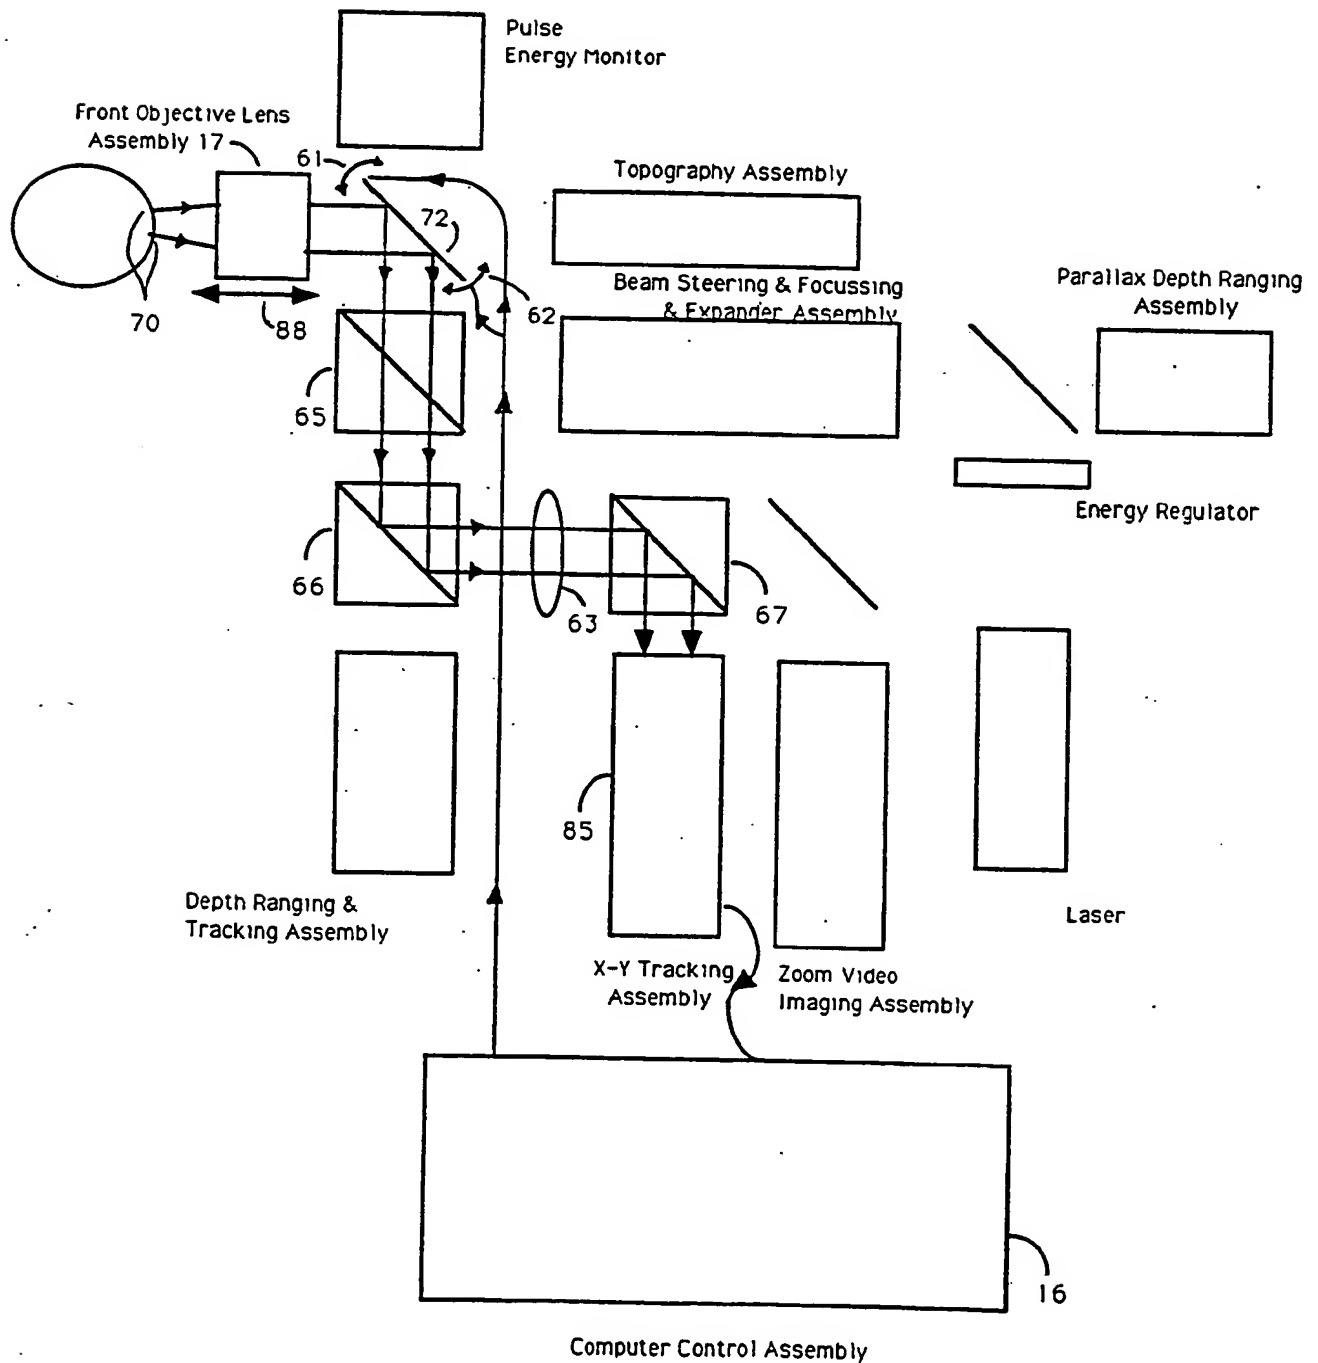 Pulse
Energy Monitor
Front Objective Lens
Assembly 17
61
Topography Assembly
72
Beam Steering & Focussing
& Expander Assembly
Parallax Depth Ranging
Assembly
70
88
62
65
Energy Regulator
66
63
67
85
Depth Ranging &
Tracking Assembly
Laser
X-Y Tracking
Assembly
Zoom Video
Imaging Assembly
16
Computer Control Assembly